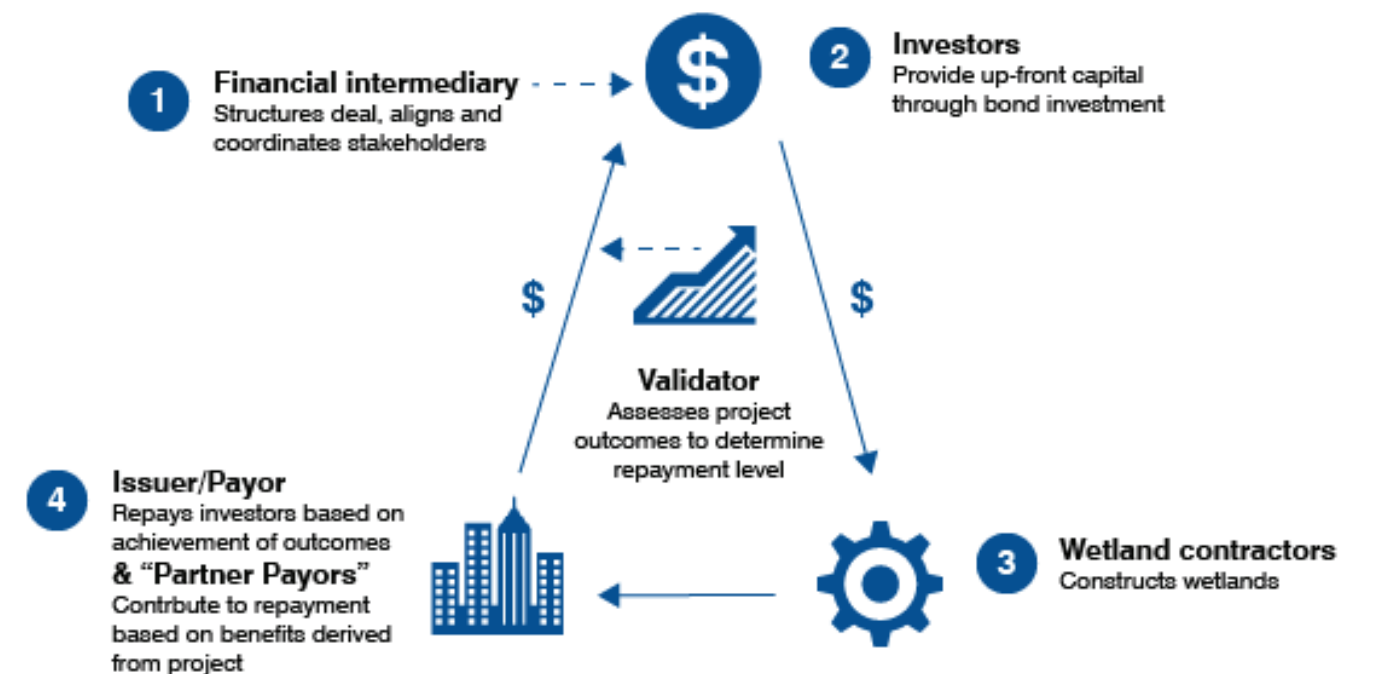 1
Financial intermediary
Structures deal, aligns and
coordinates stakeholders
$
2
Investors
Provide up-front capital
through bond investment
$
$
Validator
Assesses project
outcomes to determine
repayment level
4
Issuer/Payor
Repays investors based on
achievement of outcomes
& “Partner Payors”
Contrbute to repayment
based on benefits derived
from project
3
Wetland contractors
Constructs wetlands